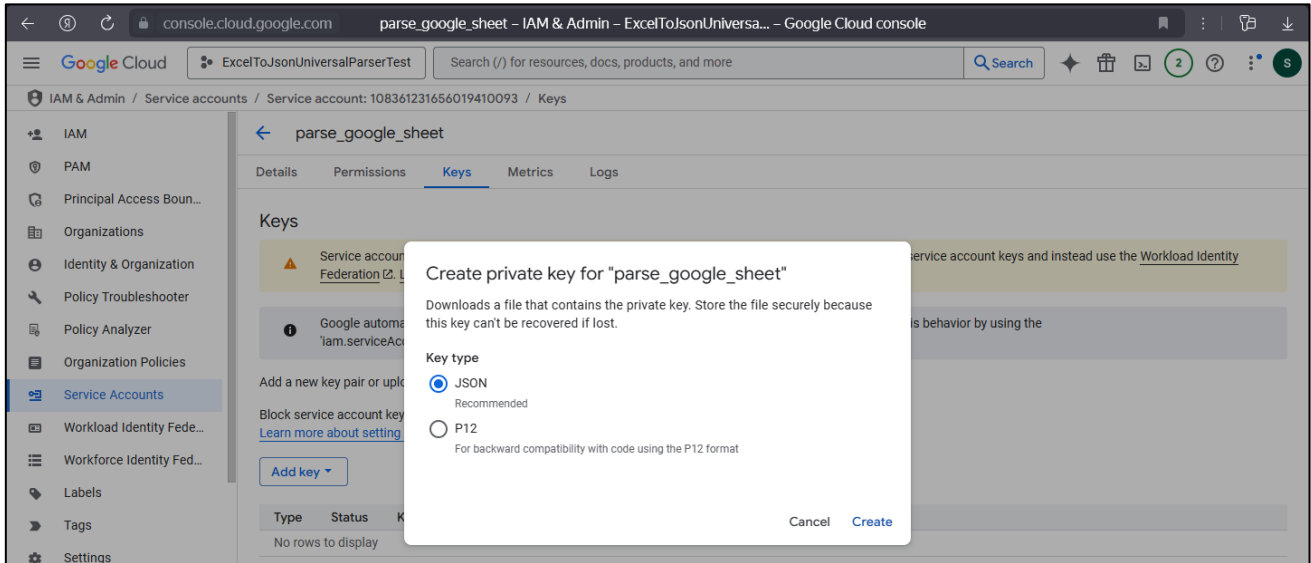 console.cloud.google.com parse_google_sheet – IAM & Admin – ExcelToJsonUniversa... – Google Cloud console
Google Cloud ExcelToJsonUniversalParserTest Search (/) for resources, docs, products, and more Search 2 S
IAM & Admin / Service accounts / Service account: 108361231656019410093 / Keys
IAM
PAM
Principal Access Boun...
Organizations
Identity & Organization
Policy Troubleshooter
Policy Analyzer
Organization Policies
Service Accounts
Workload Identity Fede...
Workforce Identity Fed...
Labels
Tags
Settings
parse_google_sheet
Details Permissions Keys Metrics Logs
Keys
Service accoun
service account keys and instead use the Workload Identity
Federation
Google automa
is behavior by using the
'iam.serviceAcc
Add a new key pair or uplo
Block service account key
Learn more about setting
Add key
Type Status K
No rows to display
Create private key for "parse_google_sheet"
Downloads a file that contains the private key. Store the file securely because
this key can't be recovered if lost.
Key type
JSON
Recommended
P12
For backward compatibility with code using the P12 format
Cancel Create